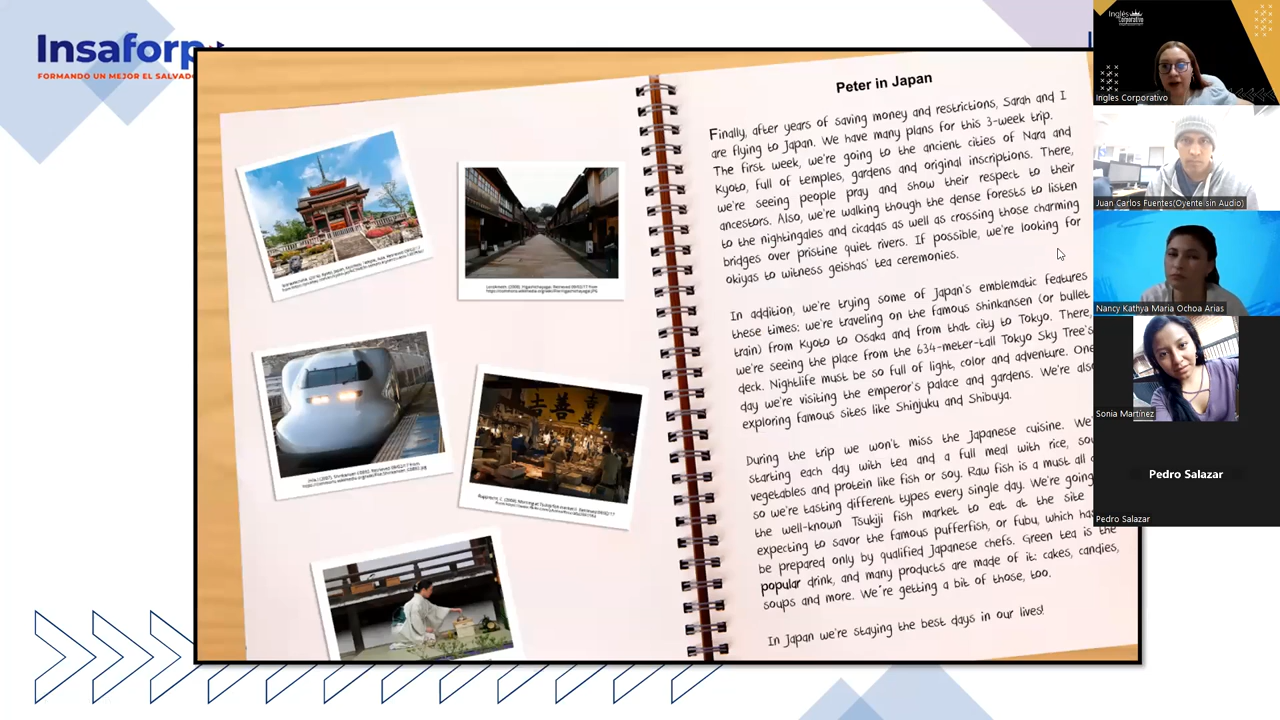 Insaforp
FORMANDO UN MEJOR EL SALVADO
Peter in Japan
Finally, after years of saving money and restrictions, Sarah and I
are flying to Japan. We have many plans for this 3-week trip.
The first week, we're going to the ancient cities of Nara and
Kyoto, full of temples, gardens and original inscriptions. There,
we're seeing people pray and show their respect to their
ancestors. Also, we're walking though the dense forests to listen
to the nightingales and cicadas as well as crossing those charming
bridges over pristine quiet rivers. If possible, we're looking for
okiyas to witness geishas' tea ceremonies.
In addition, we're trying some of Japan's emblematic features
these times: we're traveling on the famous shinkansen (or bullet
train) from Kyoto to Osaka and from that city to Tokyo. There,
we're seeing the place from the 634-meter-tall Tokyo Sky Tree's
deck. Nightlife must be so full of light, color and adventure. One
day we're visiting the emperor's palace and gardens. We're also
exploring famous sites like Shinjuku and Shibuya.
During the trip we won't miss the Japanese cuisine. We'
starting each day with tea and a full meal with rice, sou
vegetables and protein like fish or soy. Raw fish is a must all
so we're tasting different types every single day. We're going
the well-known Tsukiji fish market to eat at the site
expecting to savor the famous pufferfish, or fubu, which ha
be prepared only by qualified Japanese chefs. Green tea is the
popular drink, and many products are made of it: cakes, candies,
soups and more. We're getting a bit of those, too.
In Japan we're staying the best days in our lives!
吉善 吉
Inglés
Corporativo
Ingles Corporativo
Juan Carlos Fuentes(Oyente sin Audio)
Nancy Kathya Maria Ochoa Arias
Sonia Martínez
Pedro Salazar
Pedro Salazar